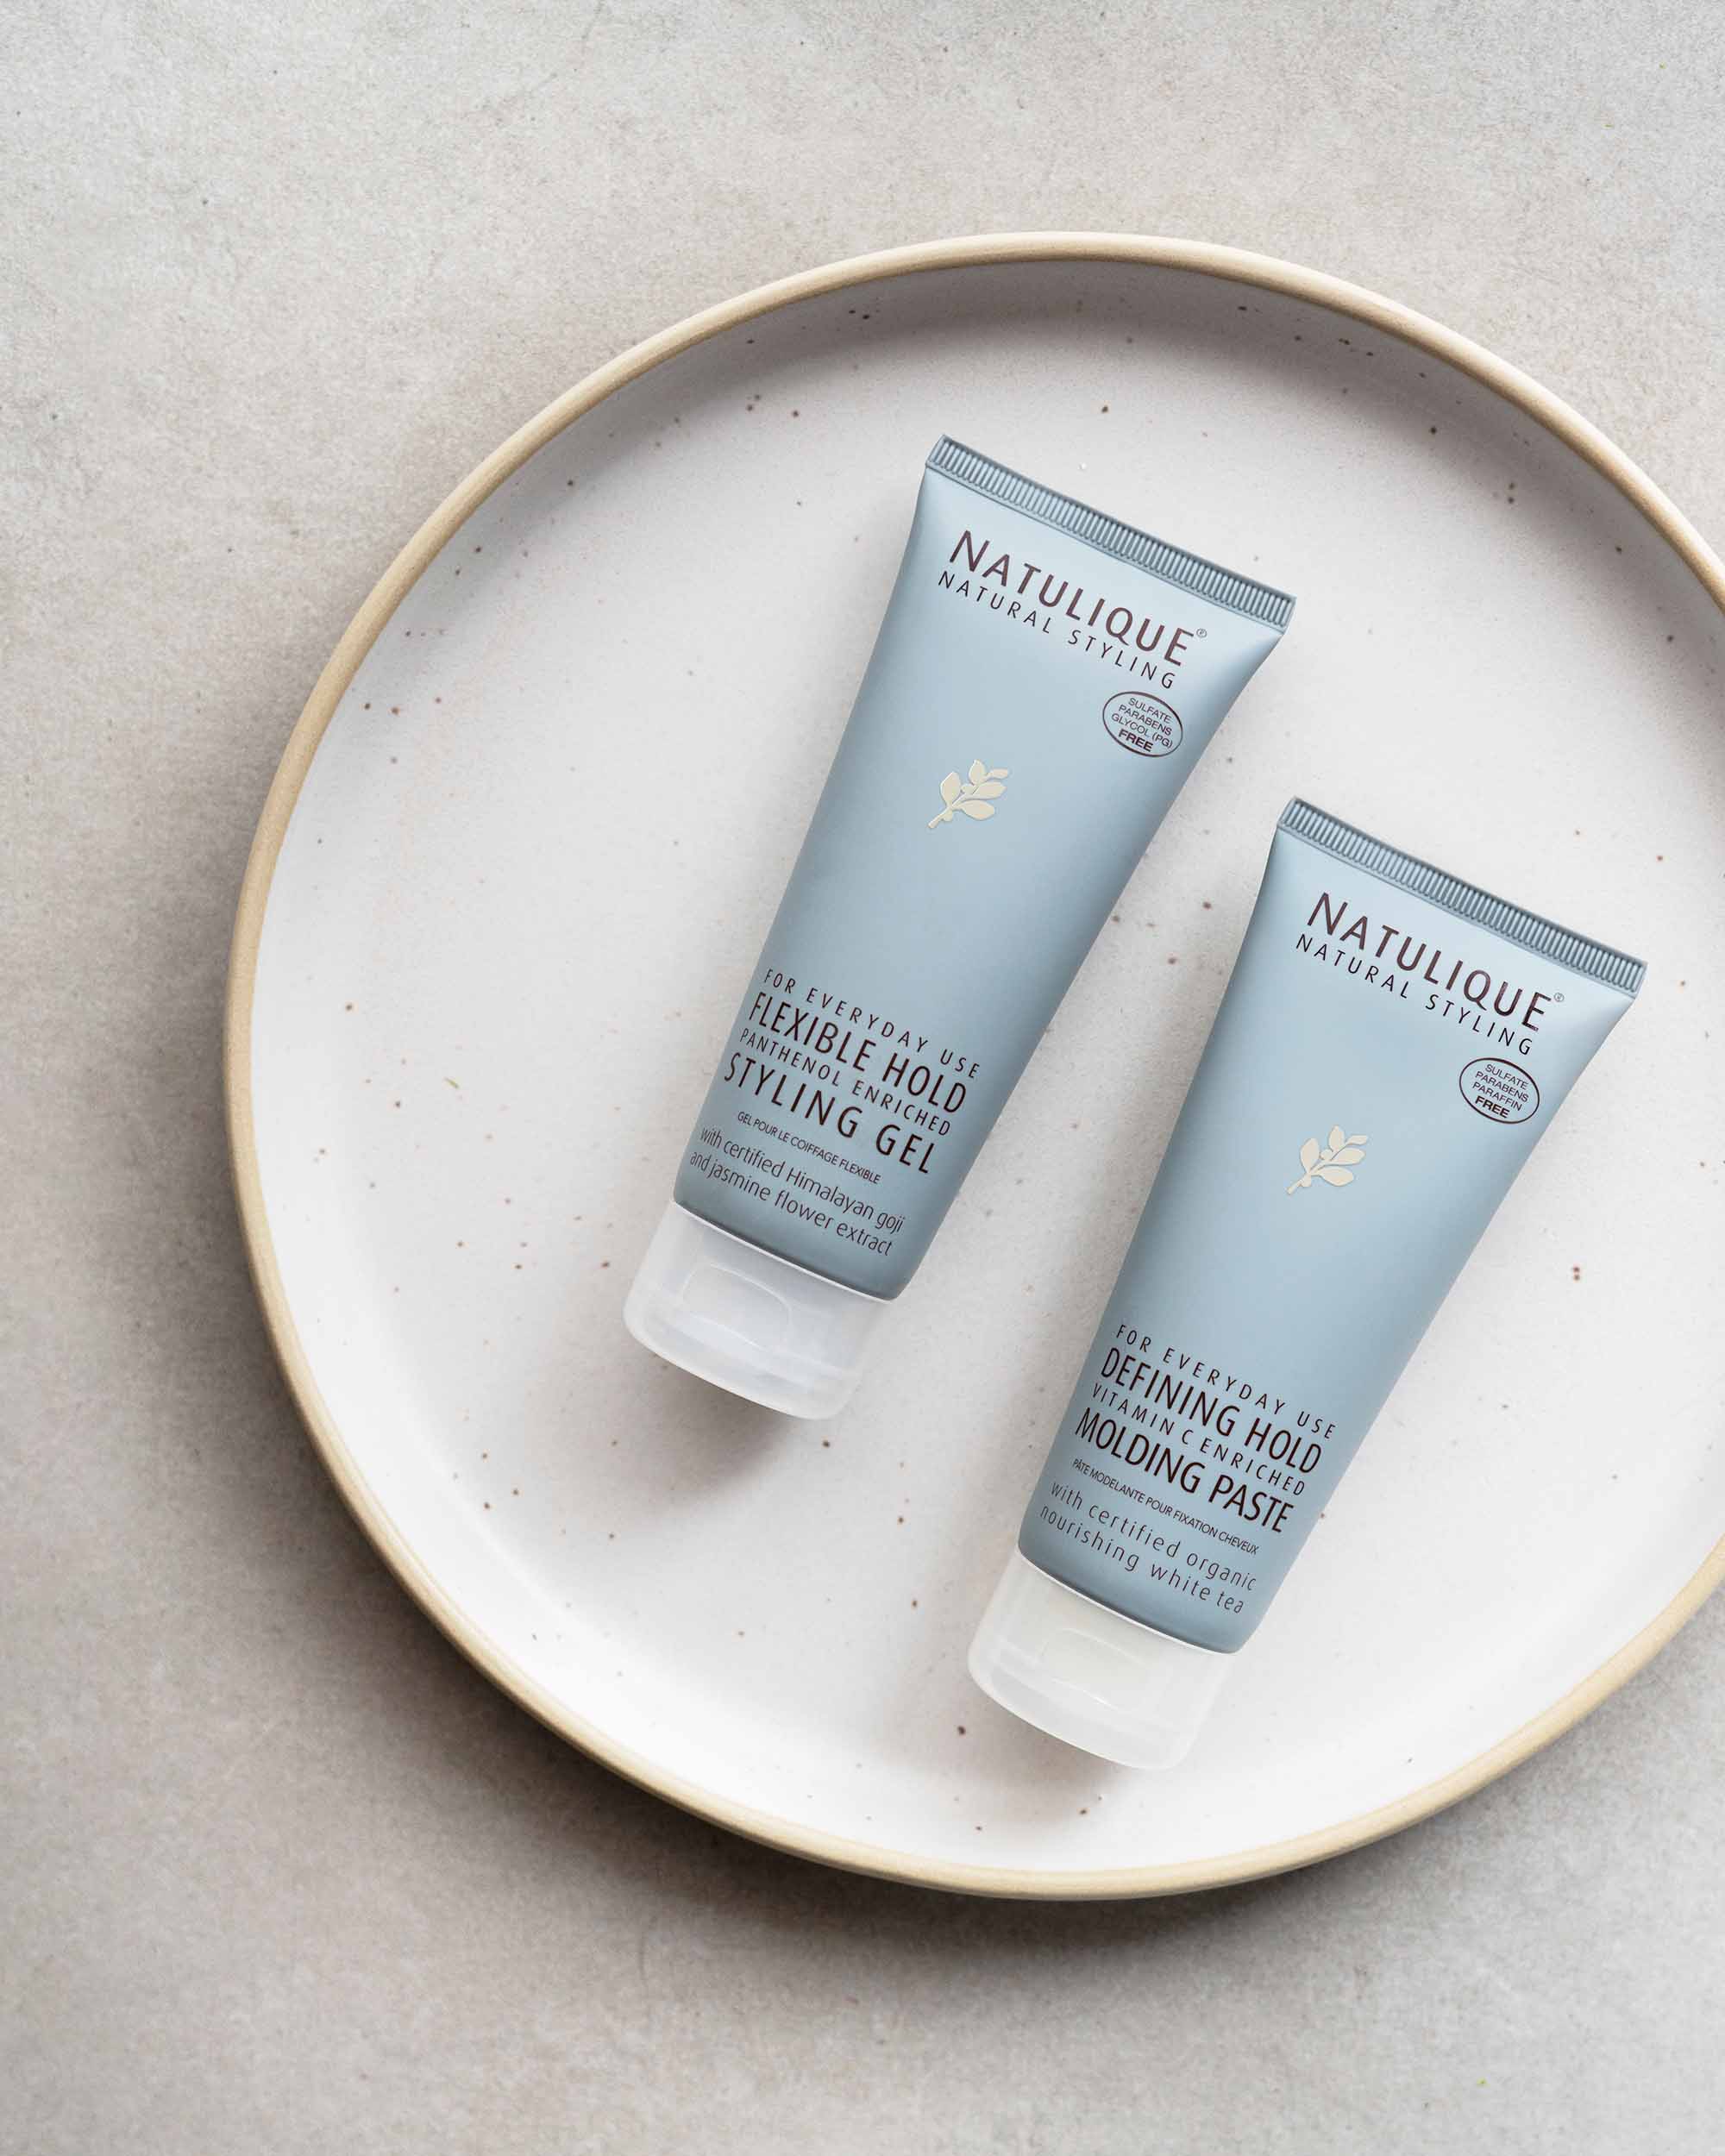 NATULIQUE®
NATURAL STYLING
SULFATE
PARABENS
GLYCOL (PG)
FREE
FOR EVERYDAY USE
FLEXIBLE HOLD
PANTHENOL ENRICHED
STYLING GEL
GEL POUR LE COIFFAGE FLEXIBLE
with certified Himalayan goji
and jasmine flower extract
NATULIQUE®
NATURAL STYLING
SULFATE
PARABENS
PARAFFIN
FREE
FOR EVERYDAY USE
DEFINING HOLD
VITAMIN C ENRICHED
MOLDING PASTE
PÂTE MODELANTE POUR FIXATION CHEVEUX
with certified organic
nourishing white tea